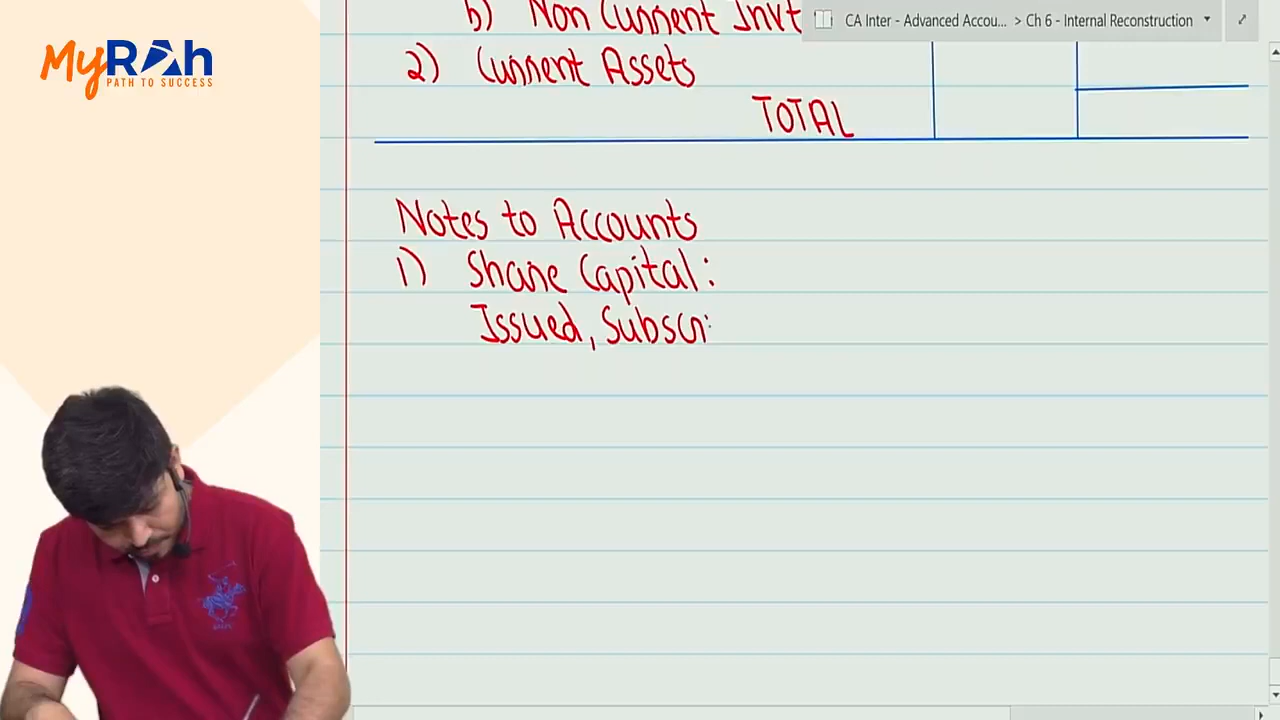 MyRAh
PATH TO SUCCESS
CA Inter - Advanced Accou... > Ch 6 - Internal Reconstruction
b) Non Current Invt
2) Current Assets
TOTAL
Notes to Accounts
1) Share Capital:
Issued, Subscri